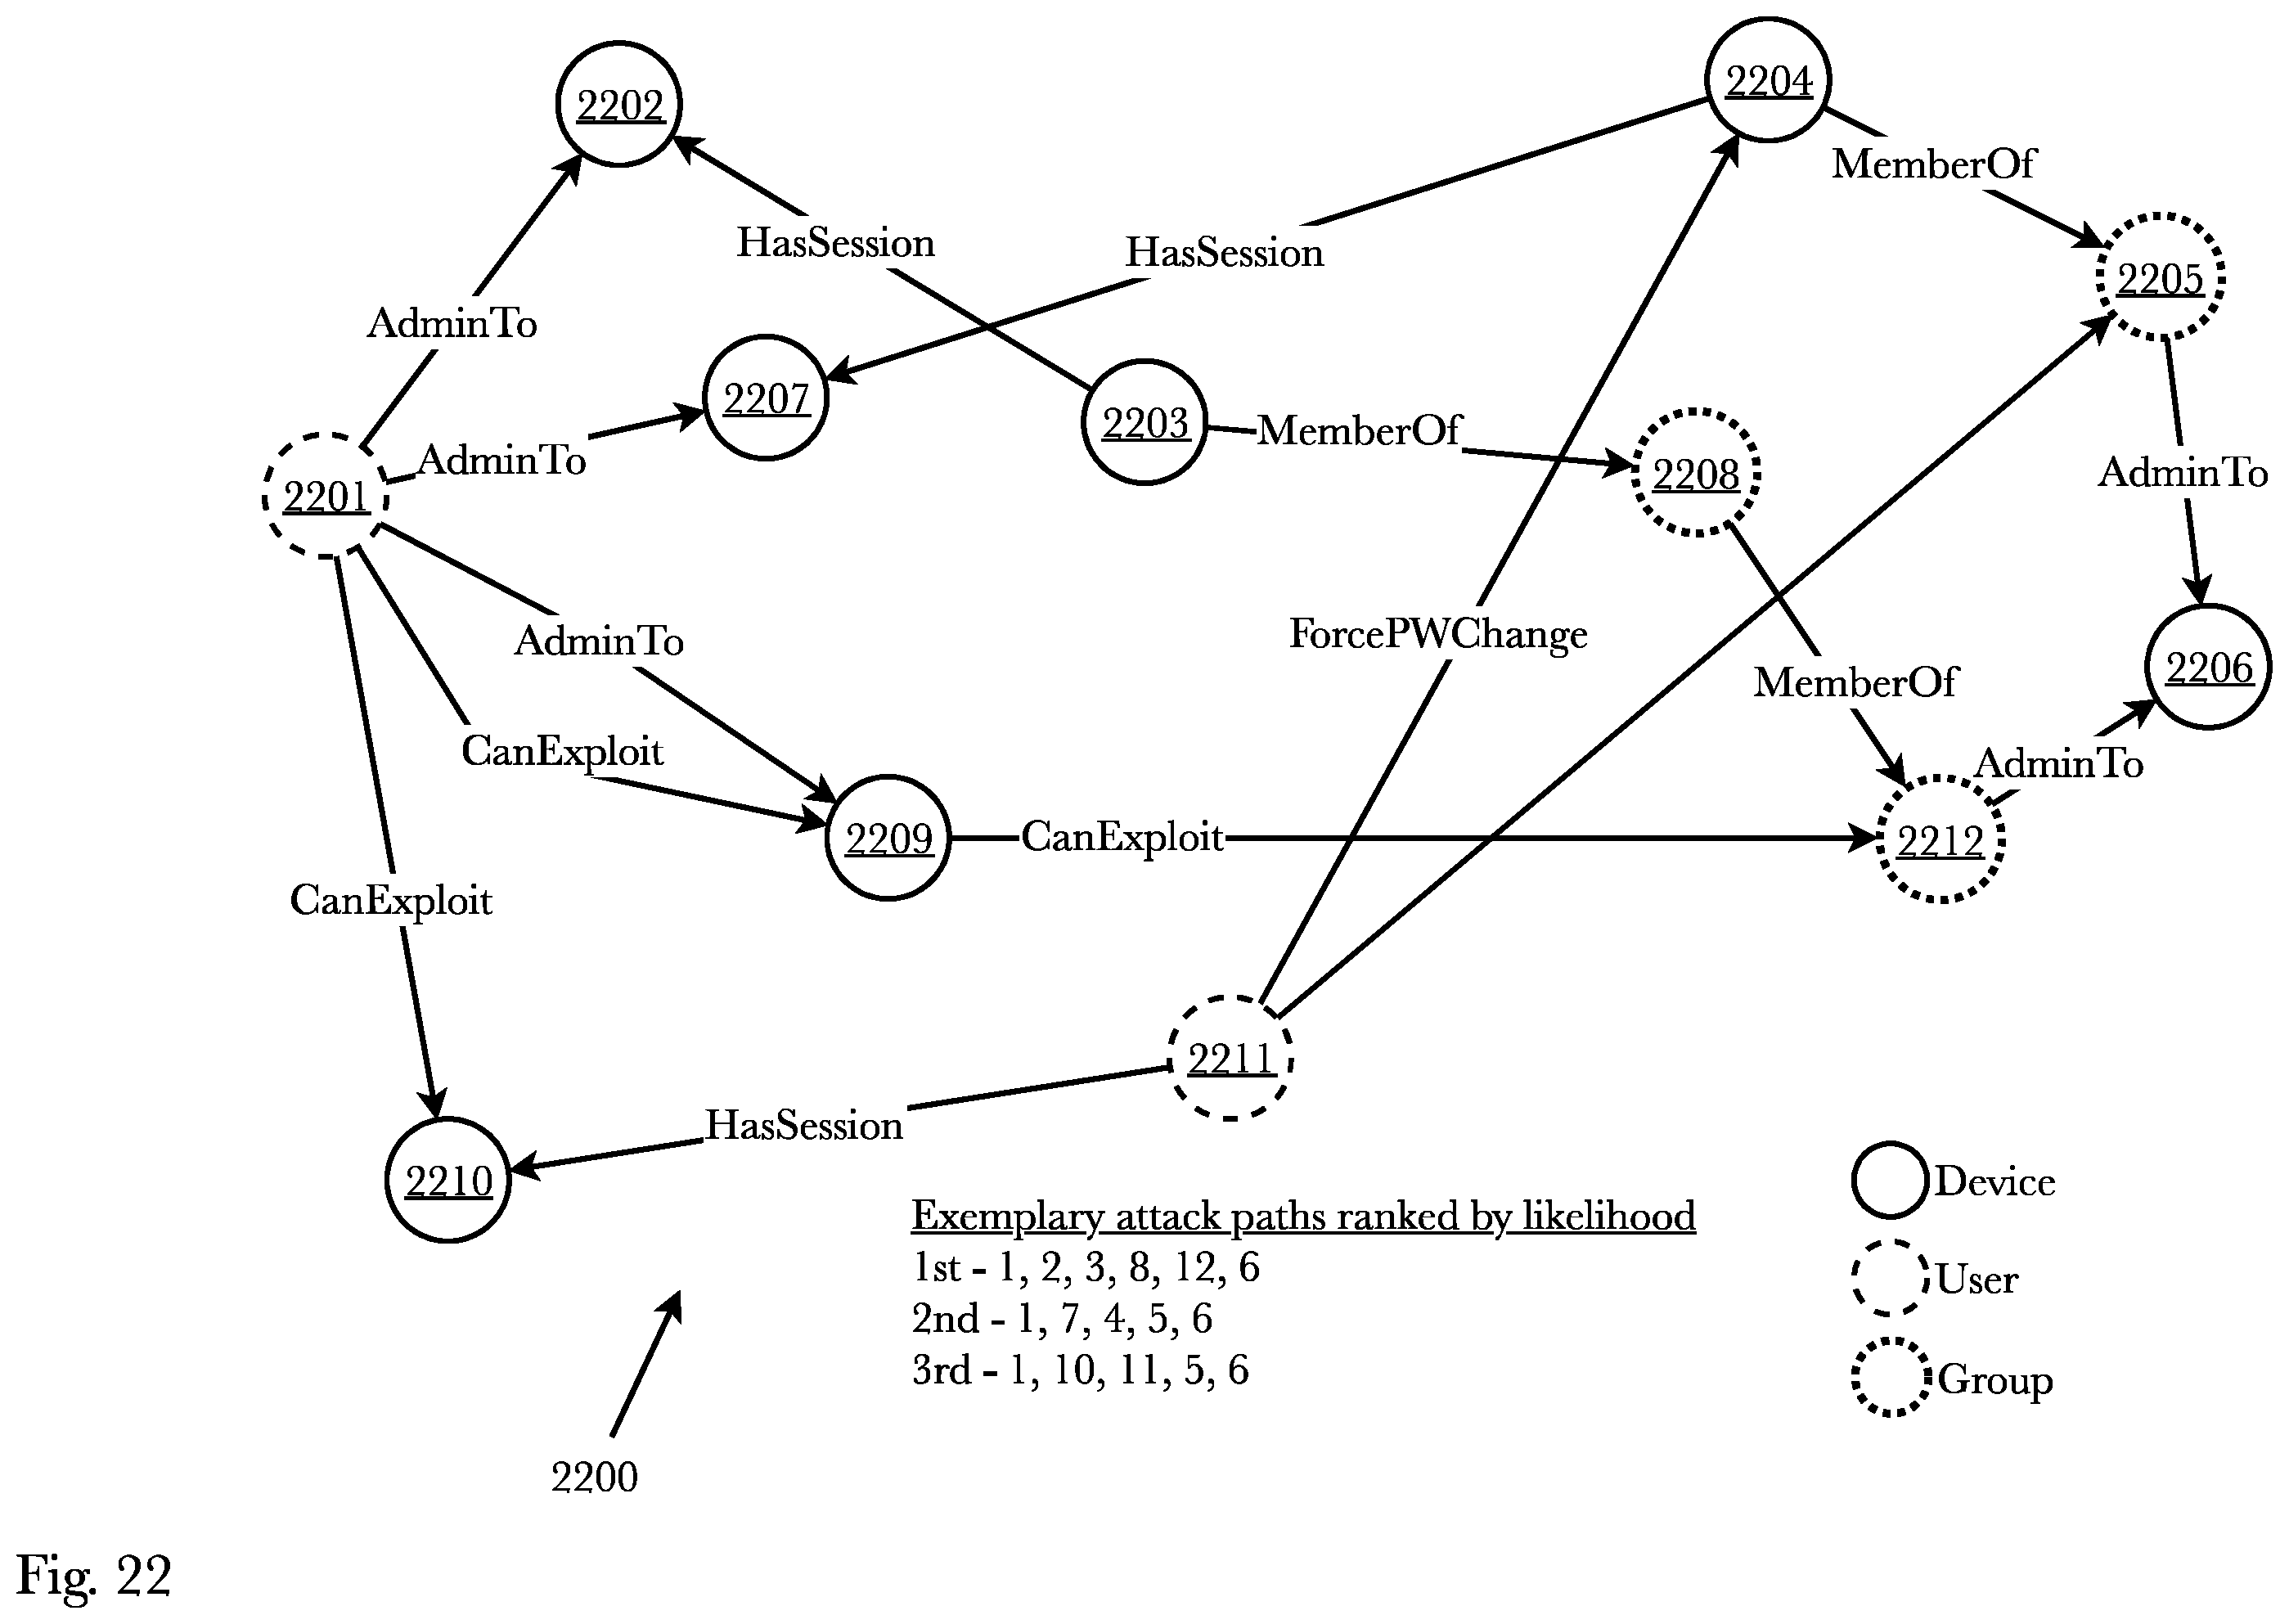 2204
2202
MemberOf
HasSession
HasSession
2205
AdminTo
2207
2203
MemberOf
AdminTo
2208
AdminTo
2201
ForcePWChange
AdminTo
2206
MemberOf
CanExploit
AdminTo
2209
CanExploit
2212
CanExploit
2211
HasSession
2210
Device
User
Group
Exemplary attack paths ranked by likelihood
1st - 1, 2, 3, 8, 12, 6
2nd - 1, 7, 4, 5, 6
3rd - 1, 10, 11, 5, 6
2200
Fig. 22